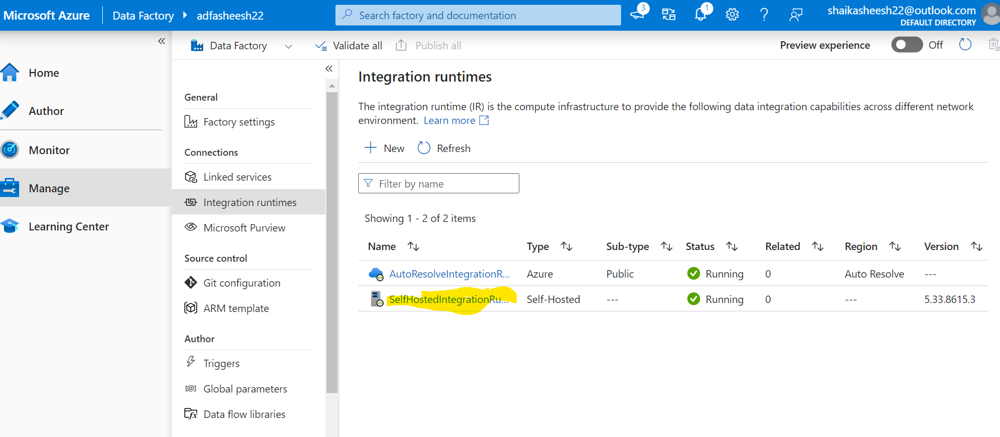 Microsoft Azure Data Factory adfasheesh22 Search factory and documentation 3 1 shaikasheesh22@outlook.com
DEFAULT DIRECTORY
Data Factory Validate all Publish all Preview experience Off
Home
Author
Monitor
Manage
Learning Center
General
Factory settings
Connections
Linked services
Integration runtimes
Microsoft Purview
Source control
Git configuration
ARM template
Author
Triggers
Global parameters
Data flow libraries
Integration runtimes
The integration runtime (IR) is the compute infrastructure to provide the following data integration capabilities across different network
environment. Learn more
New Refresh
Filter by name
Showing 1 - 2 of 2 items
Name Type Sub-type Status Related Region Version
AutoResolveIntegrationR... Azure Public Running 0 Auto Resolve ---
SelfHostedIntegrationRu... Self-Hosted --- Running 0 --- 5.33.8615.3